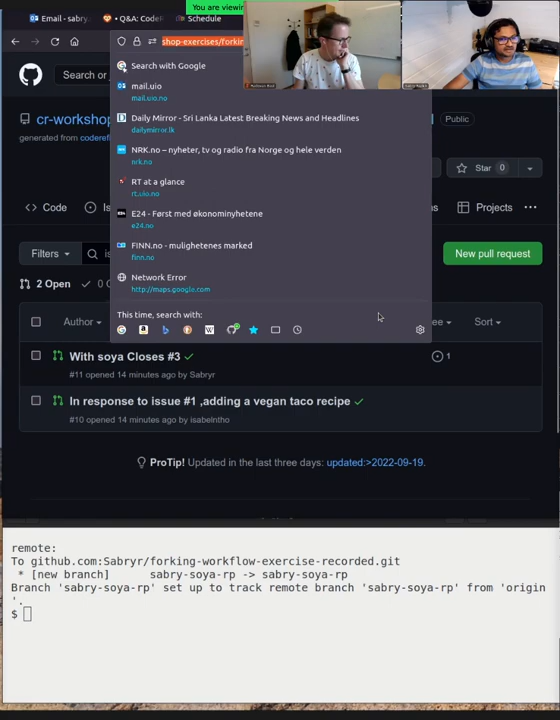 You are viewing
Email - sabry.
Q&A: CodeR
Schedule
shop-exercises/forkin
Search or
Search with Google
mail.uio
mail.uio.no
Daily Mirror - Sri Lanka Latest Breaking News and Headlines
dailymirror.lk
NRK.no – nyheter, tv og radio fra Norge og hele verden
nrk.no
RT at a glance
rt.uio.no
E24 - Først med økonominyhetene
e24.no
FINN.no - mulighetenes marked
finn.no
Network Error
http://maps.google.com
This time, search with:
cr-workshop
Public
generated from coderef
Star 0
Code
Is
ns
Projects
Filters
is
New pull request
2 Open
0 C
Author
ee
Sort
With soya Closes #3
1
#11 opened 14 minutes ago by Sabryr
In response to issue #1 ,adding a vegan taco recipe
#10 opened 14 minutes ago by isabelntho
ProTip! Updated in the last three days: updated:>2022-09-19.
remote:
To github.com:Sabryr/forking-workflow-exercise-recorded.git
* [new branch] sabry-soya-rp -> sabry-soya-rp
Branch 'sabry-soya-rp' set up to track remote branch 'sabry-soya-rp' from 'origin
'.
$